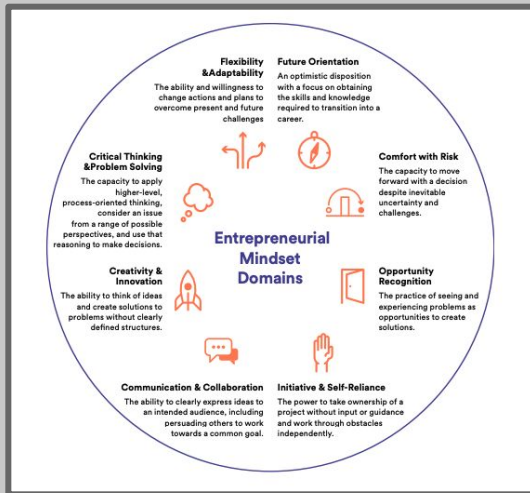 Flexibility
&Adaptability
The ability and willingness to
change actions and plans to
overcome present and future
challenges
Future Orientation
An optimistic disposition
with a focus on obtaining
the skills and knowledge
required to transition into a
career.
Critical Thinking
&Problem Solving
The capacity to apply
higher-level,
process-oriented thinking,
consider an issue
from a range of possible
perspectives, and use that
reasoning to make decisions.
Comfort with Risk
The capacity to move
forward with a decision
despite inevitable
uncertainty and
challenges.
Entrepreneurial
Mindset
Domains
Creativity &
Innovation
The ability to think of ideas
and create solutions to
problems without clearly
defined structures.
Opportunity
Recognition
The practice of seeing and
experiencing problems as
opportunities to create
solutions.
Communication & Collaboration
The ability to clearly express ideas to
an intended audience, including
persuading others to work
towards a common goal.
Initiative & Self-Reliance
The power to take ownership of a
project without input or guidance
and work through obstacles
independently.